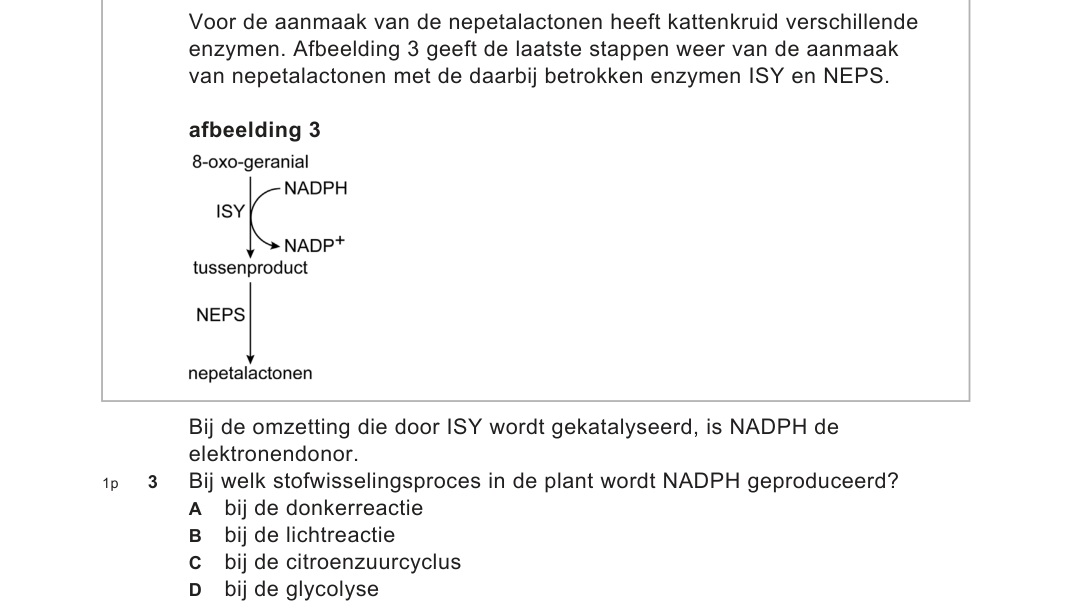 Voor de aanmaak van de nepetalactonen heeft kattenkruid verschillende
enzymen. Afbeelding 3 geeft de laatste stappen weer van de aanmaak
van nepetalactonen met de daarbij betrokken enzymen ISY en NEPS.
afbeelding 3
8-oxo-geranial
NADPH
ISY
NADP+
tussenproduct
NEPS
nepetalactonen
Bij de omzetting die door ISY wordt gekatalyseerd, is NADPH de
elektronendonor.
1p 3 Bij welk stofwisselingsproces in de plant wordt NADPH geproduceerd?
A bij de donkerreactie
B bij de lichtreactie
C bij de citroenzuurcyclus
D bij de glycolyse